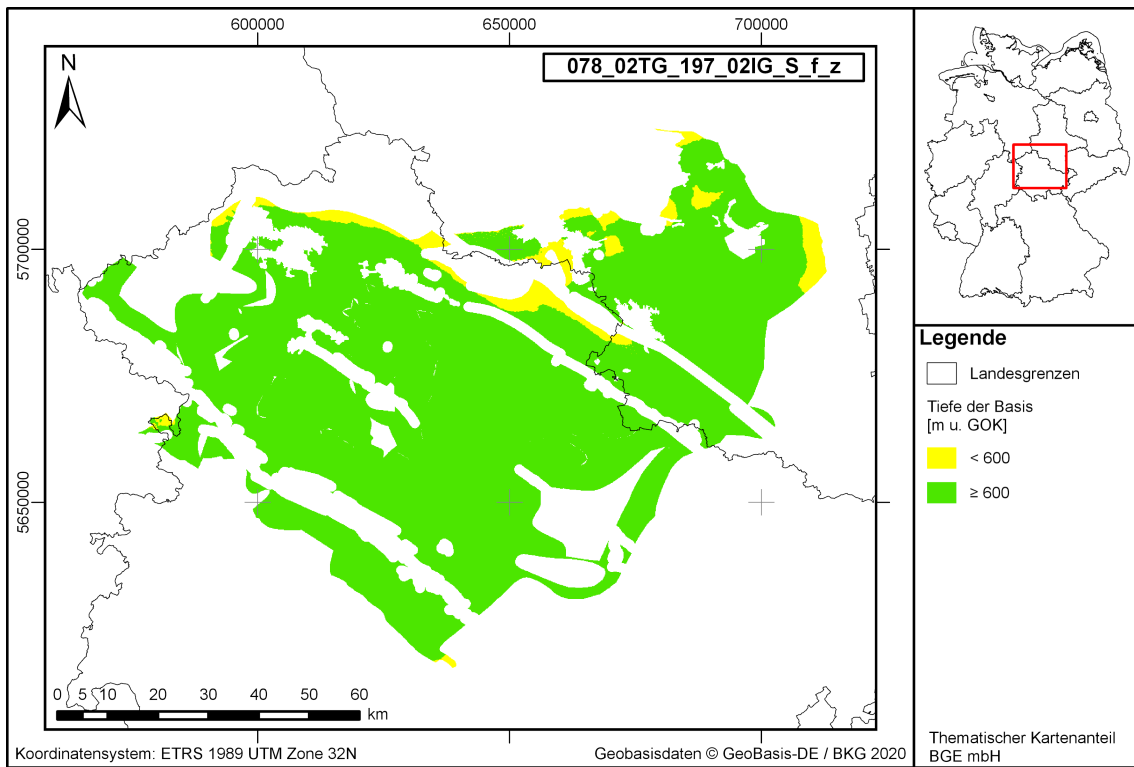 600000
650000
700000
078_02TG_197_02IG_S_f_z
N
5700000
5650000
0 5 10 20 30 40 50 60
km
Koordinatensystem: ETRS 1989 UTM Zone 32N
Geobasisdaten © GeoBasis-DE / BKG 2020
Legende
Landesgrenzen
Tiefe der Basis
[m u. GOK]
< 600
≥ 600
Thematischer Kartenanteil
BGE mbH